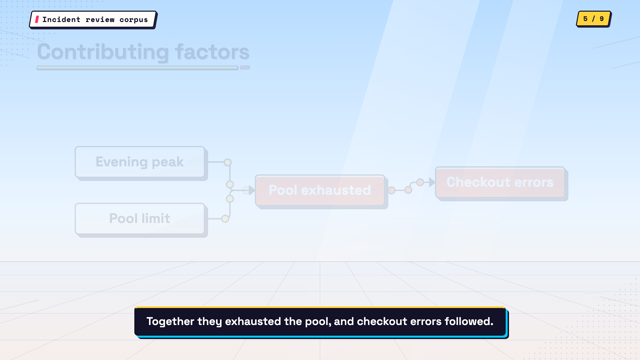 Incident review corpus
5 / 9
Contributing factors
Evening peak
Pool limit
Pool exhausted
Checkout errors
Together they exhausted the pool, and checkout errors followed.